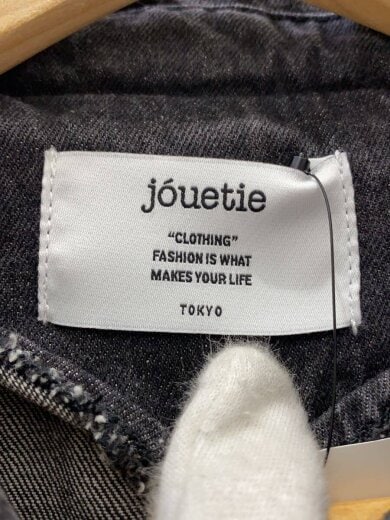 jóuetie
"CLOTHING"
FASHION IS WHAT
MAKES YOUR LIFE
TOKYO